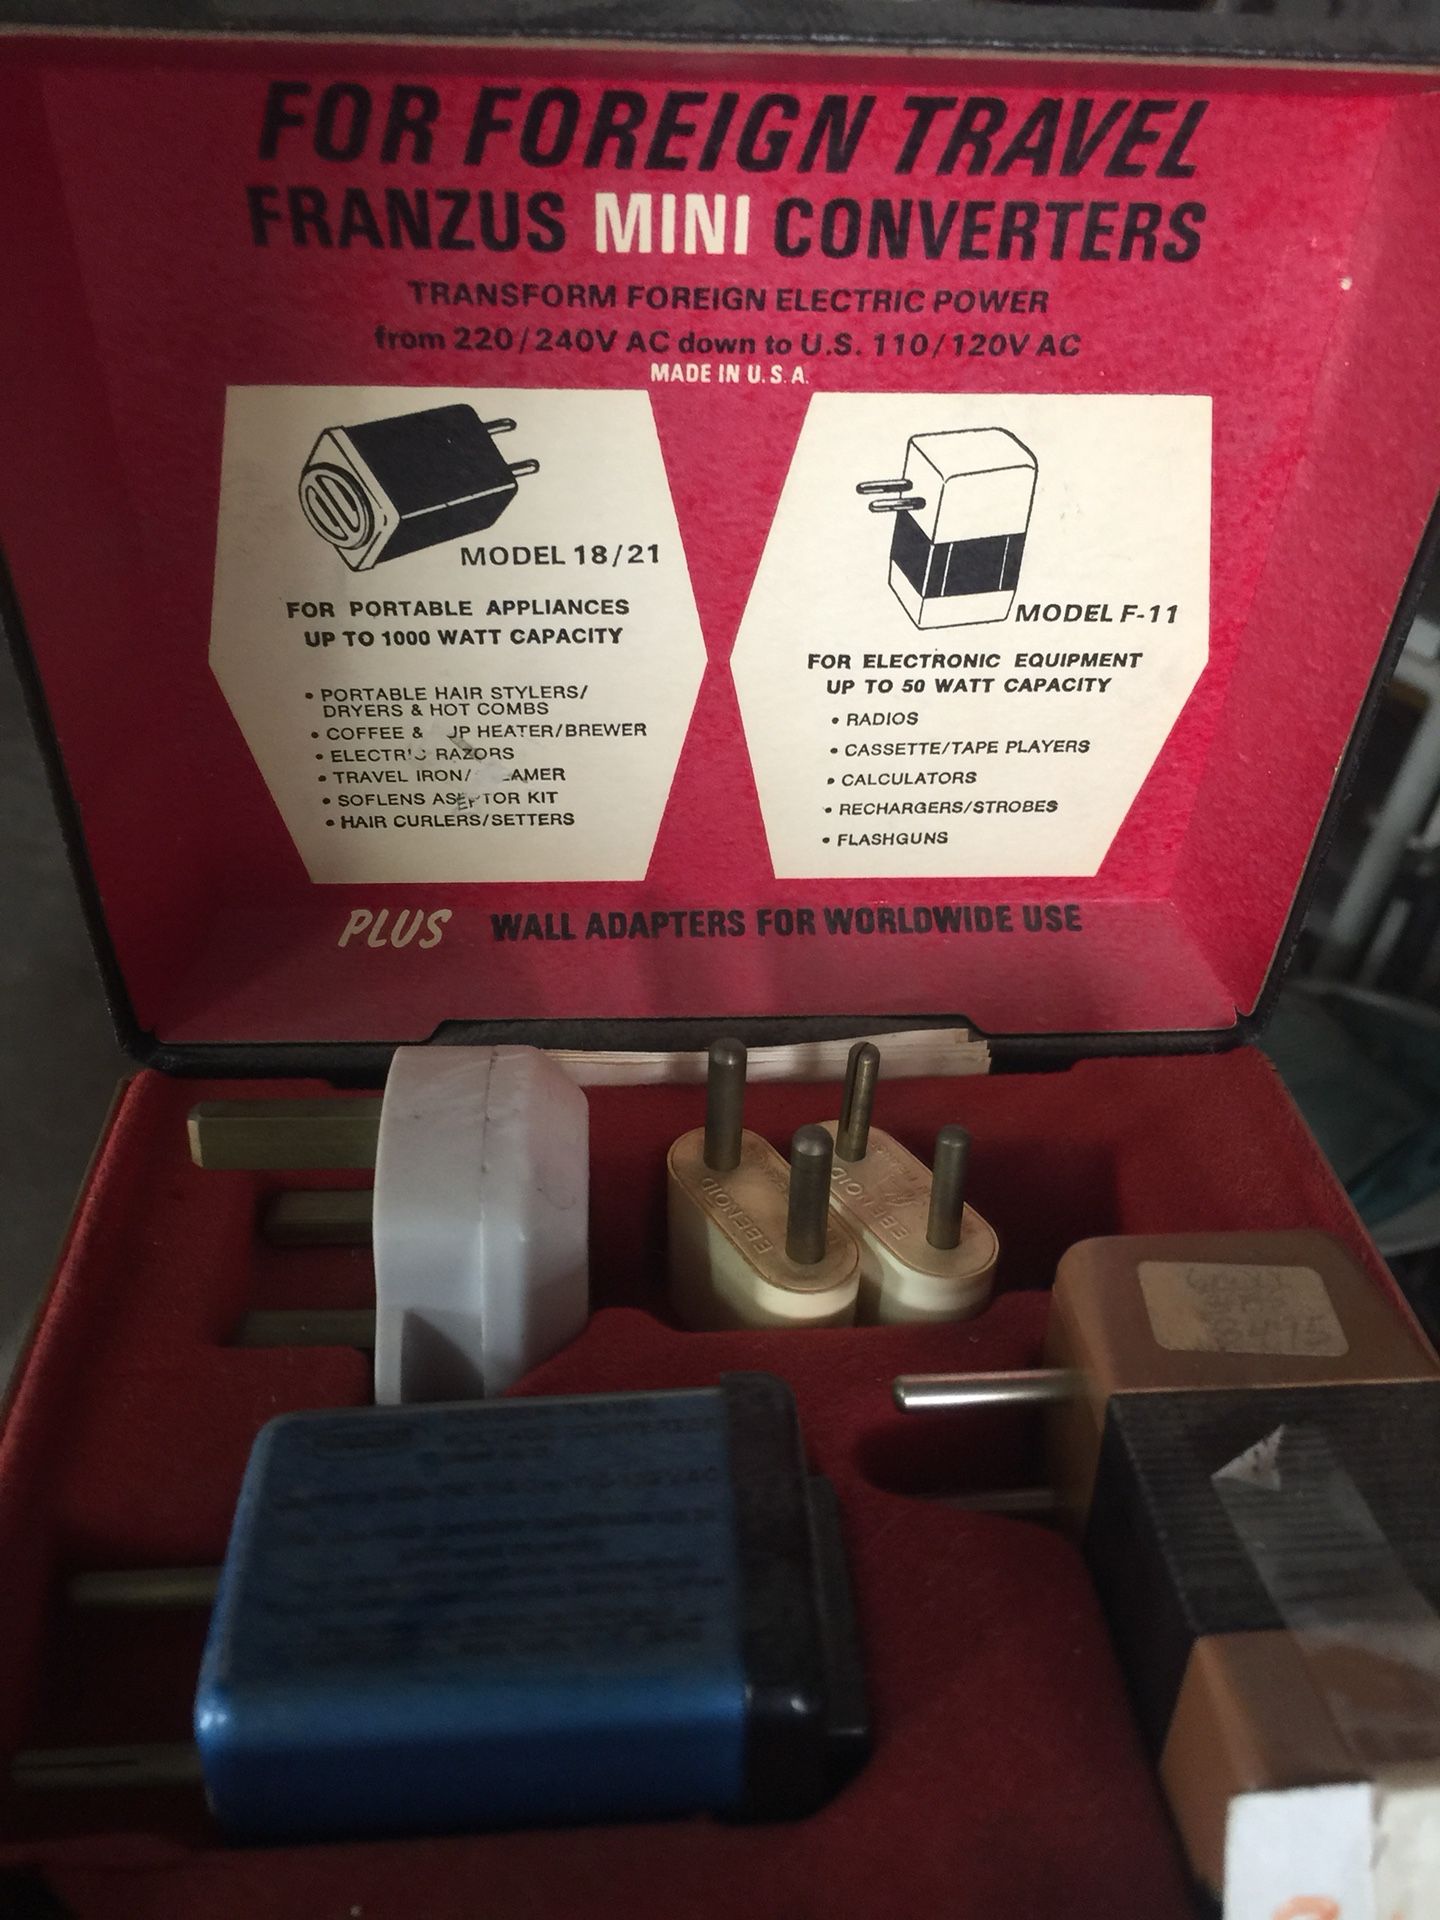 FOR FOREIGN TRAVEL
FRANZUS MINI CONVERTERS
TRANSFORM FOREIGN ELECTRIC POWER
from 220/240V AC down to U.S. 110/120V AC
MADE IN U.S.A.
MODEL 18/21
FOR PORTABLE APPLIANCES
UP TO 1000 WATT CAPACITY
• PORTABLE HAIR STYLERS/
DRYERS & HOT COMBS
• COFFEE & UP HEATER/BREWER
• ELECTRIC RAZORS
• TRAVEL IRON/ EAMER
• SOFLENS ASEPTOR KIT
• HAIR CURLERS/SETTERS
MODEL F-11
FOR ELECTRONIC EQUIPMENT
UP TO 50 WATT CAPACITY
• RADIOS
• CASSETTE/TAPE PLAYERS
• CALCULATORS
• RECHARGERS/STROBES
• FLASHGUNS
PLUS WALL ADAPTERS FOR WORLDWIDE USE
EBENOID
EBENOID
8495